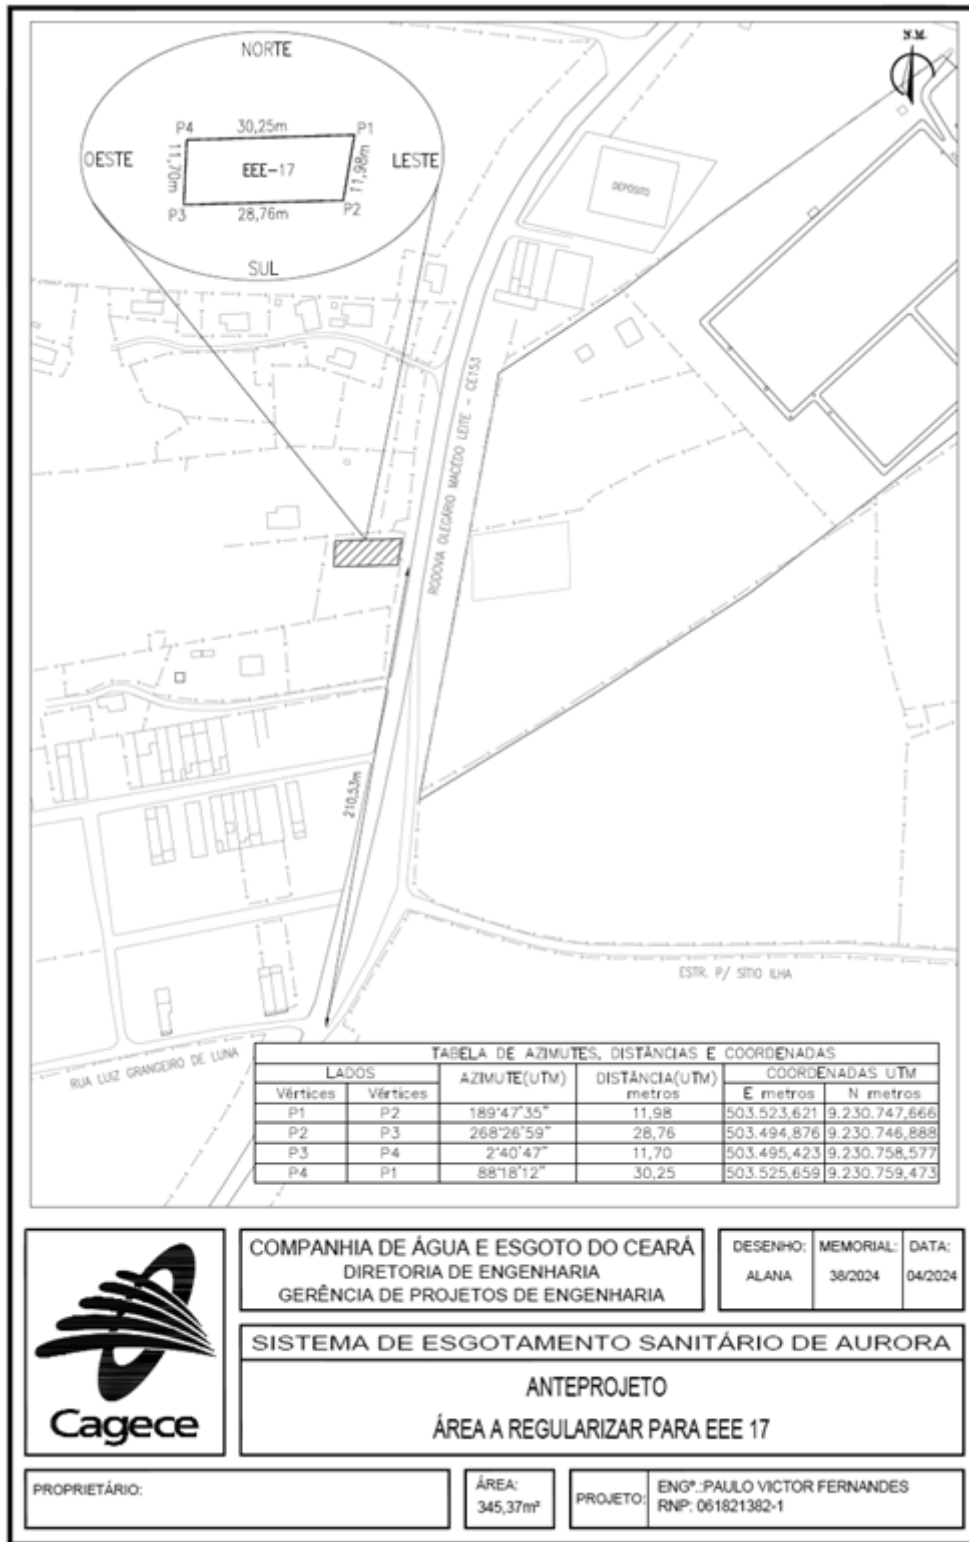 N.M.
NORTE
P4 30,25m P1
OESTE 11,70m EEE-17 11,98m LESTE
P3 28,76m P2
SUL
DEPÓSITO
RODOVIA OLEGÁRIO MACÊDO LEITE - CE153
210,53m
ESTR. P/ SÍTIO ILHA
RUA LUIZ GRANGEIRO DE LUNA
TABELA DE AZIMUTES, DISTÂNCIAS E COORDENADAS
LADOS AZIMUTE(UTM) DISTÂNCIA(UTM) metros COORDENADAS UTM
Vértices Vértices E metros N metros
P1 P2 189°47'35" 11,98 503.523,621 9.230.747,666
P2 P3 268°26'59" 28,76 503.494,876 9.230.746,888
P3 P4 2°40'47" 11,70 503.495,423 9.230.758,577
P4 P1 88°18'12" 30,25 503.525,659 9.230.759,473
Cagece
COMPANHIA DE ÁGUA E ESGOTO DO CEARÁ
DIRETORIA DE ENGENHARIA
GERÊNCIA DE PROJETOS DE ENGENHARIA
DESENHO: MEMORIAL: DATA:
ALANA 38/2024 04/2024
SISTEMA DE ESGOTAMENTO SANITÁRIO DE AURORA
ANTEPROJETO
ÁREA A REGULARIZAR PARA EEE 17
PROPRIETÁRIO:
ÁREA:
345,37m²
PROJETO:
ENGº.:PAULO VICTOR FERNANDES
RNP: 061821382-1